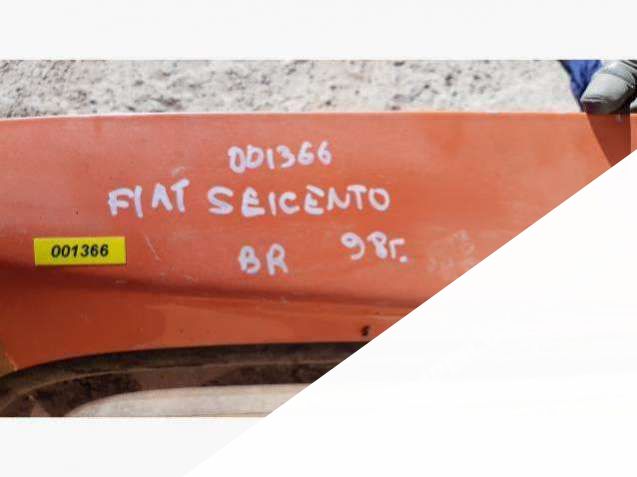 001366
FIAT SEICENTO
001366
BR 98г.